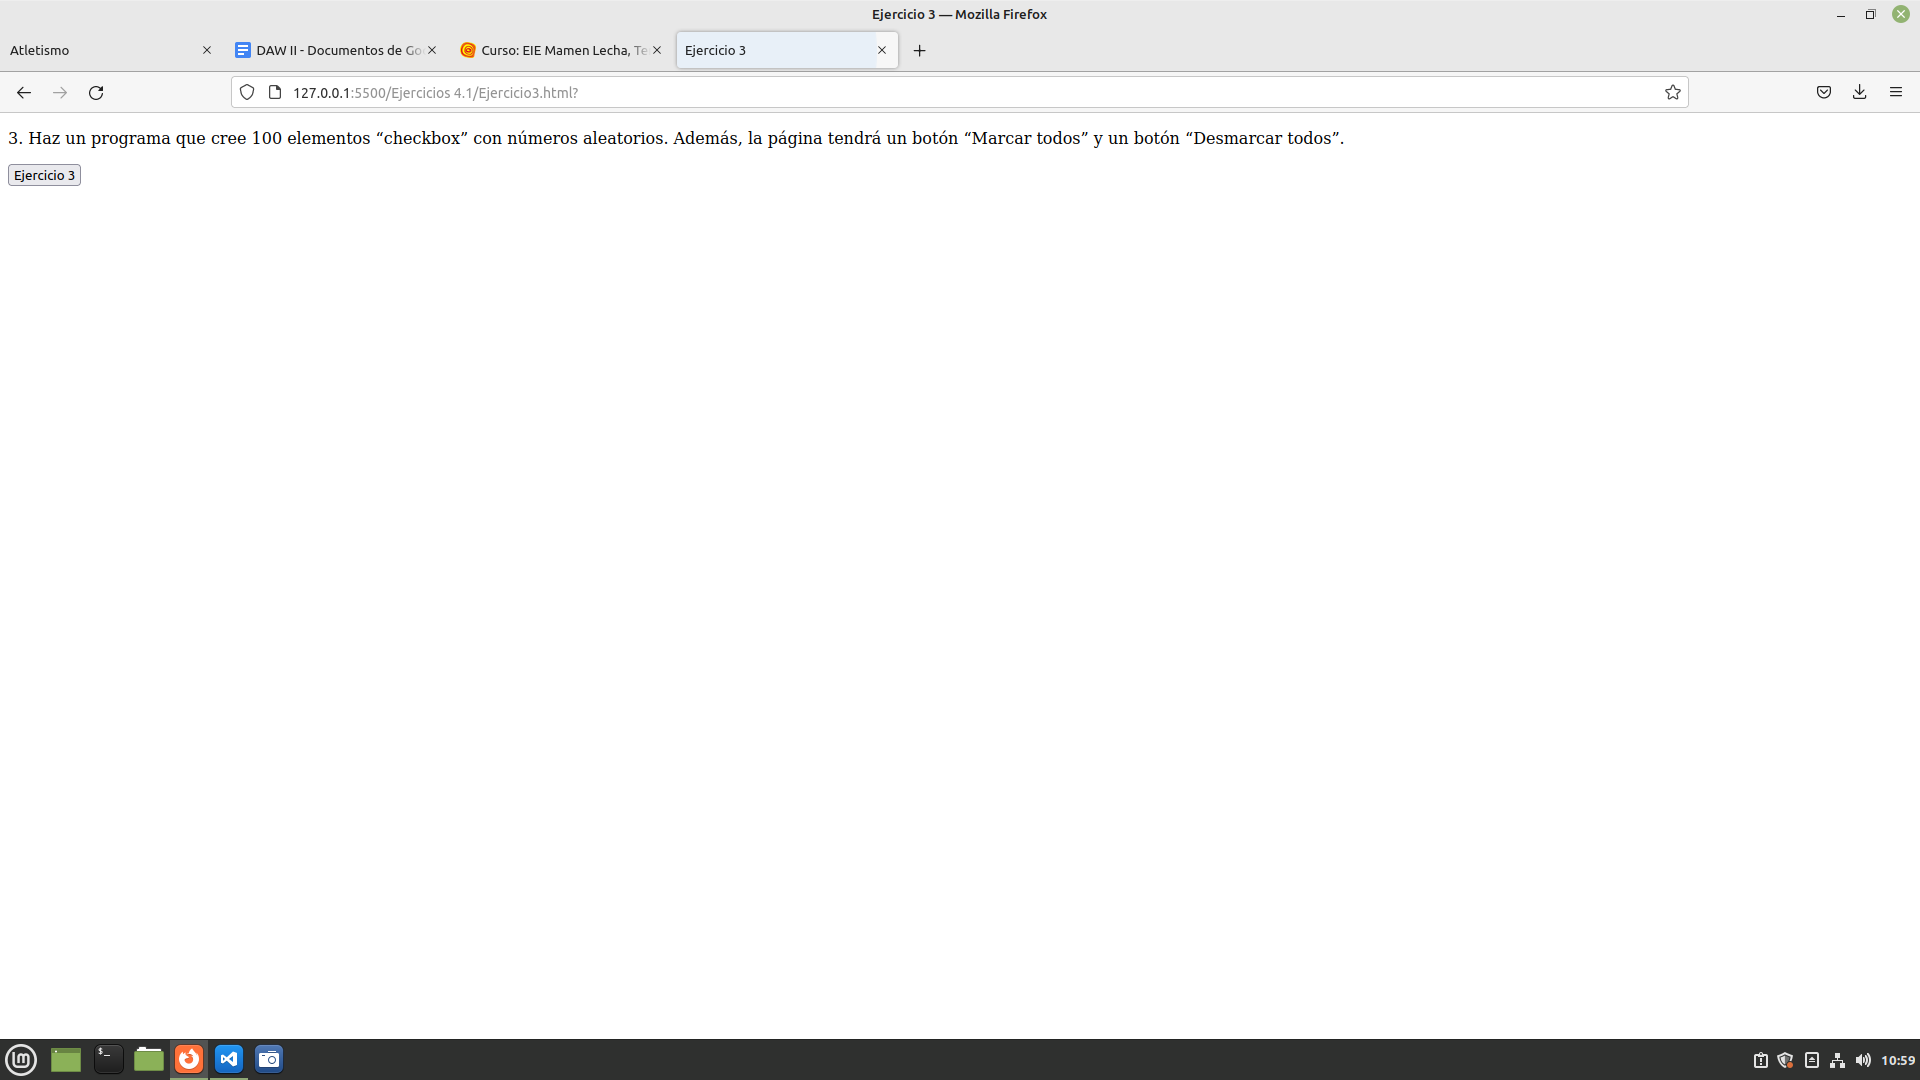 Ejercicio 3 — Mozilla Firefox
Atletismo
DAW II - Documentos de Go
Curso: EIE Mamen Lecha, Te
Ejercicio 3
127.0.0.1:5500/Ejercicios 4.1/Ejercicio3.html?
3. Haz un programa que cree 100 elementos “checkbox” con números aleatorios. Además, la página tendrá un botón “Marcar todos” y un botón “Desmarcar todos”.
Ejercicio 3
10:59